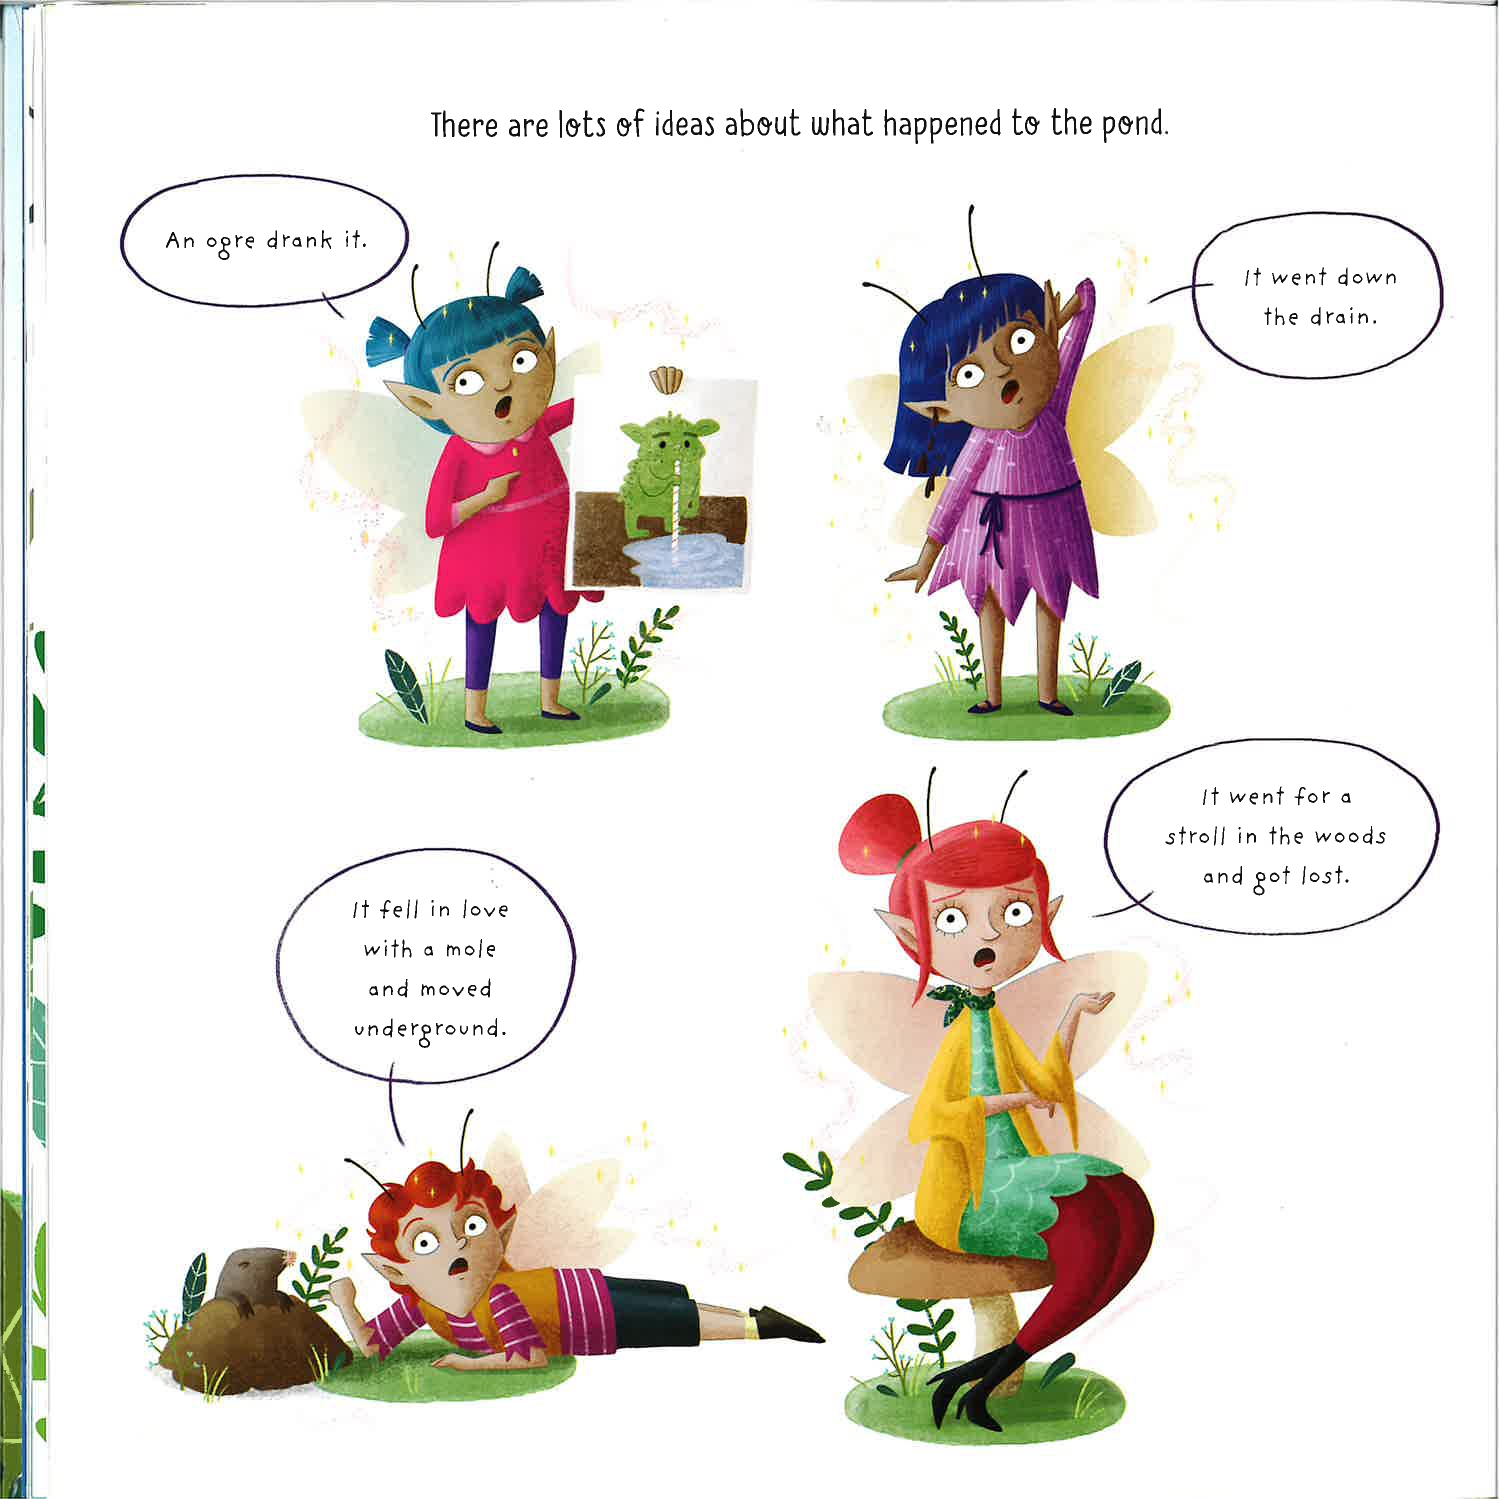 There are lots of ideas about what happened to the pond.
An ogre drank it.
It went down
the drain.
It fell in love
with a mole
and moved
underground.
It went for a
stroll in the woods
and got lost.